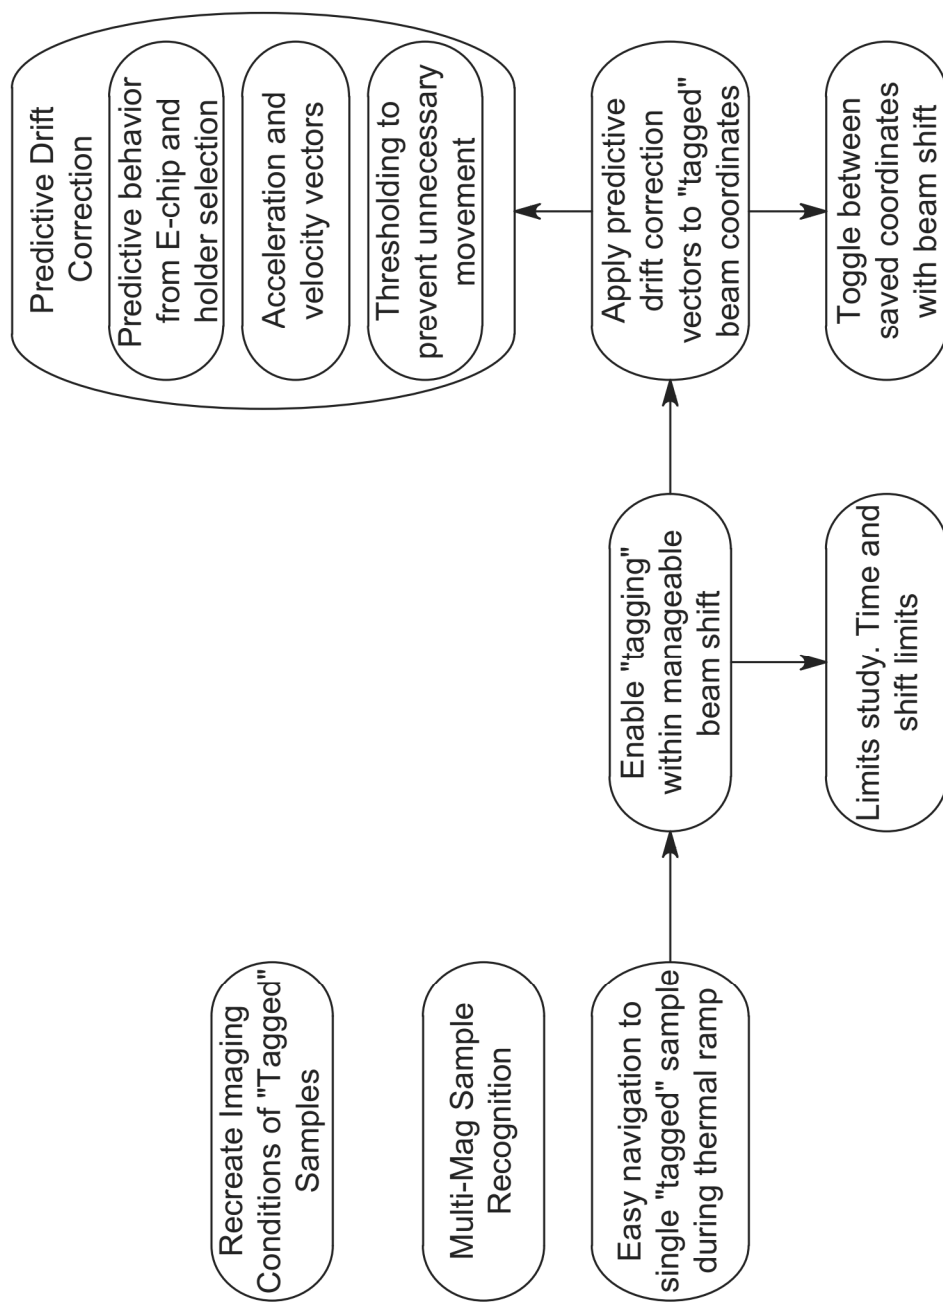 Recreate Imaging
Conditions of "Tagged"
Samples
Multi-Mag Sample
Recognition
Easy navigation to
single "tagged" sample
during thermal ramp
Enable "tagging"
within manageable
beam shift
Limits study. Time and
shift limits
Predictive Drift
Correction
Predictive behavior
from E-chip and
holder selection
Acceleration and
velocity vectors
Thresholding to
prevent unnecessary
movement
Apply predictive
drift correction
vectors to "tagged"
beam coordinates
Toggle between
saved coordinates
with beam shift